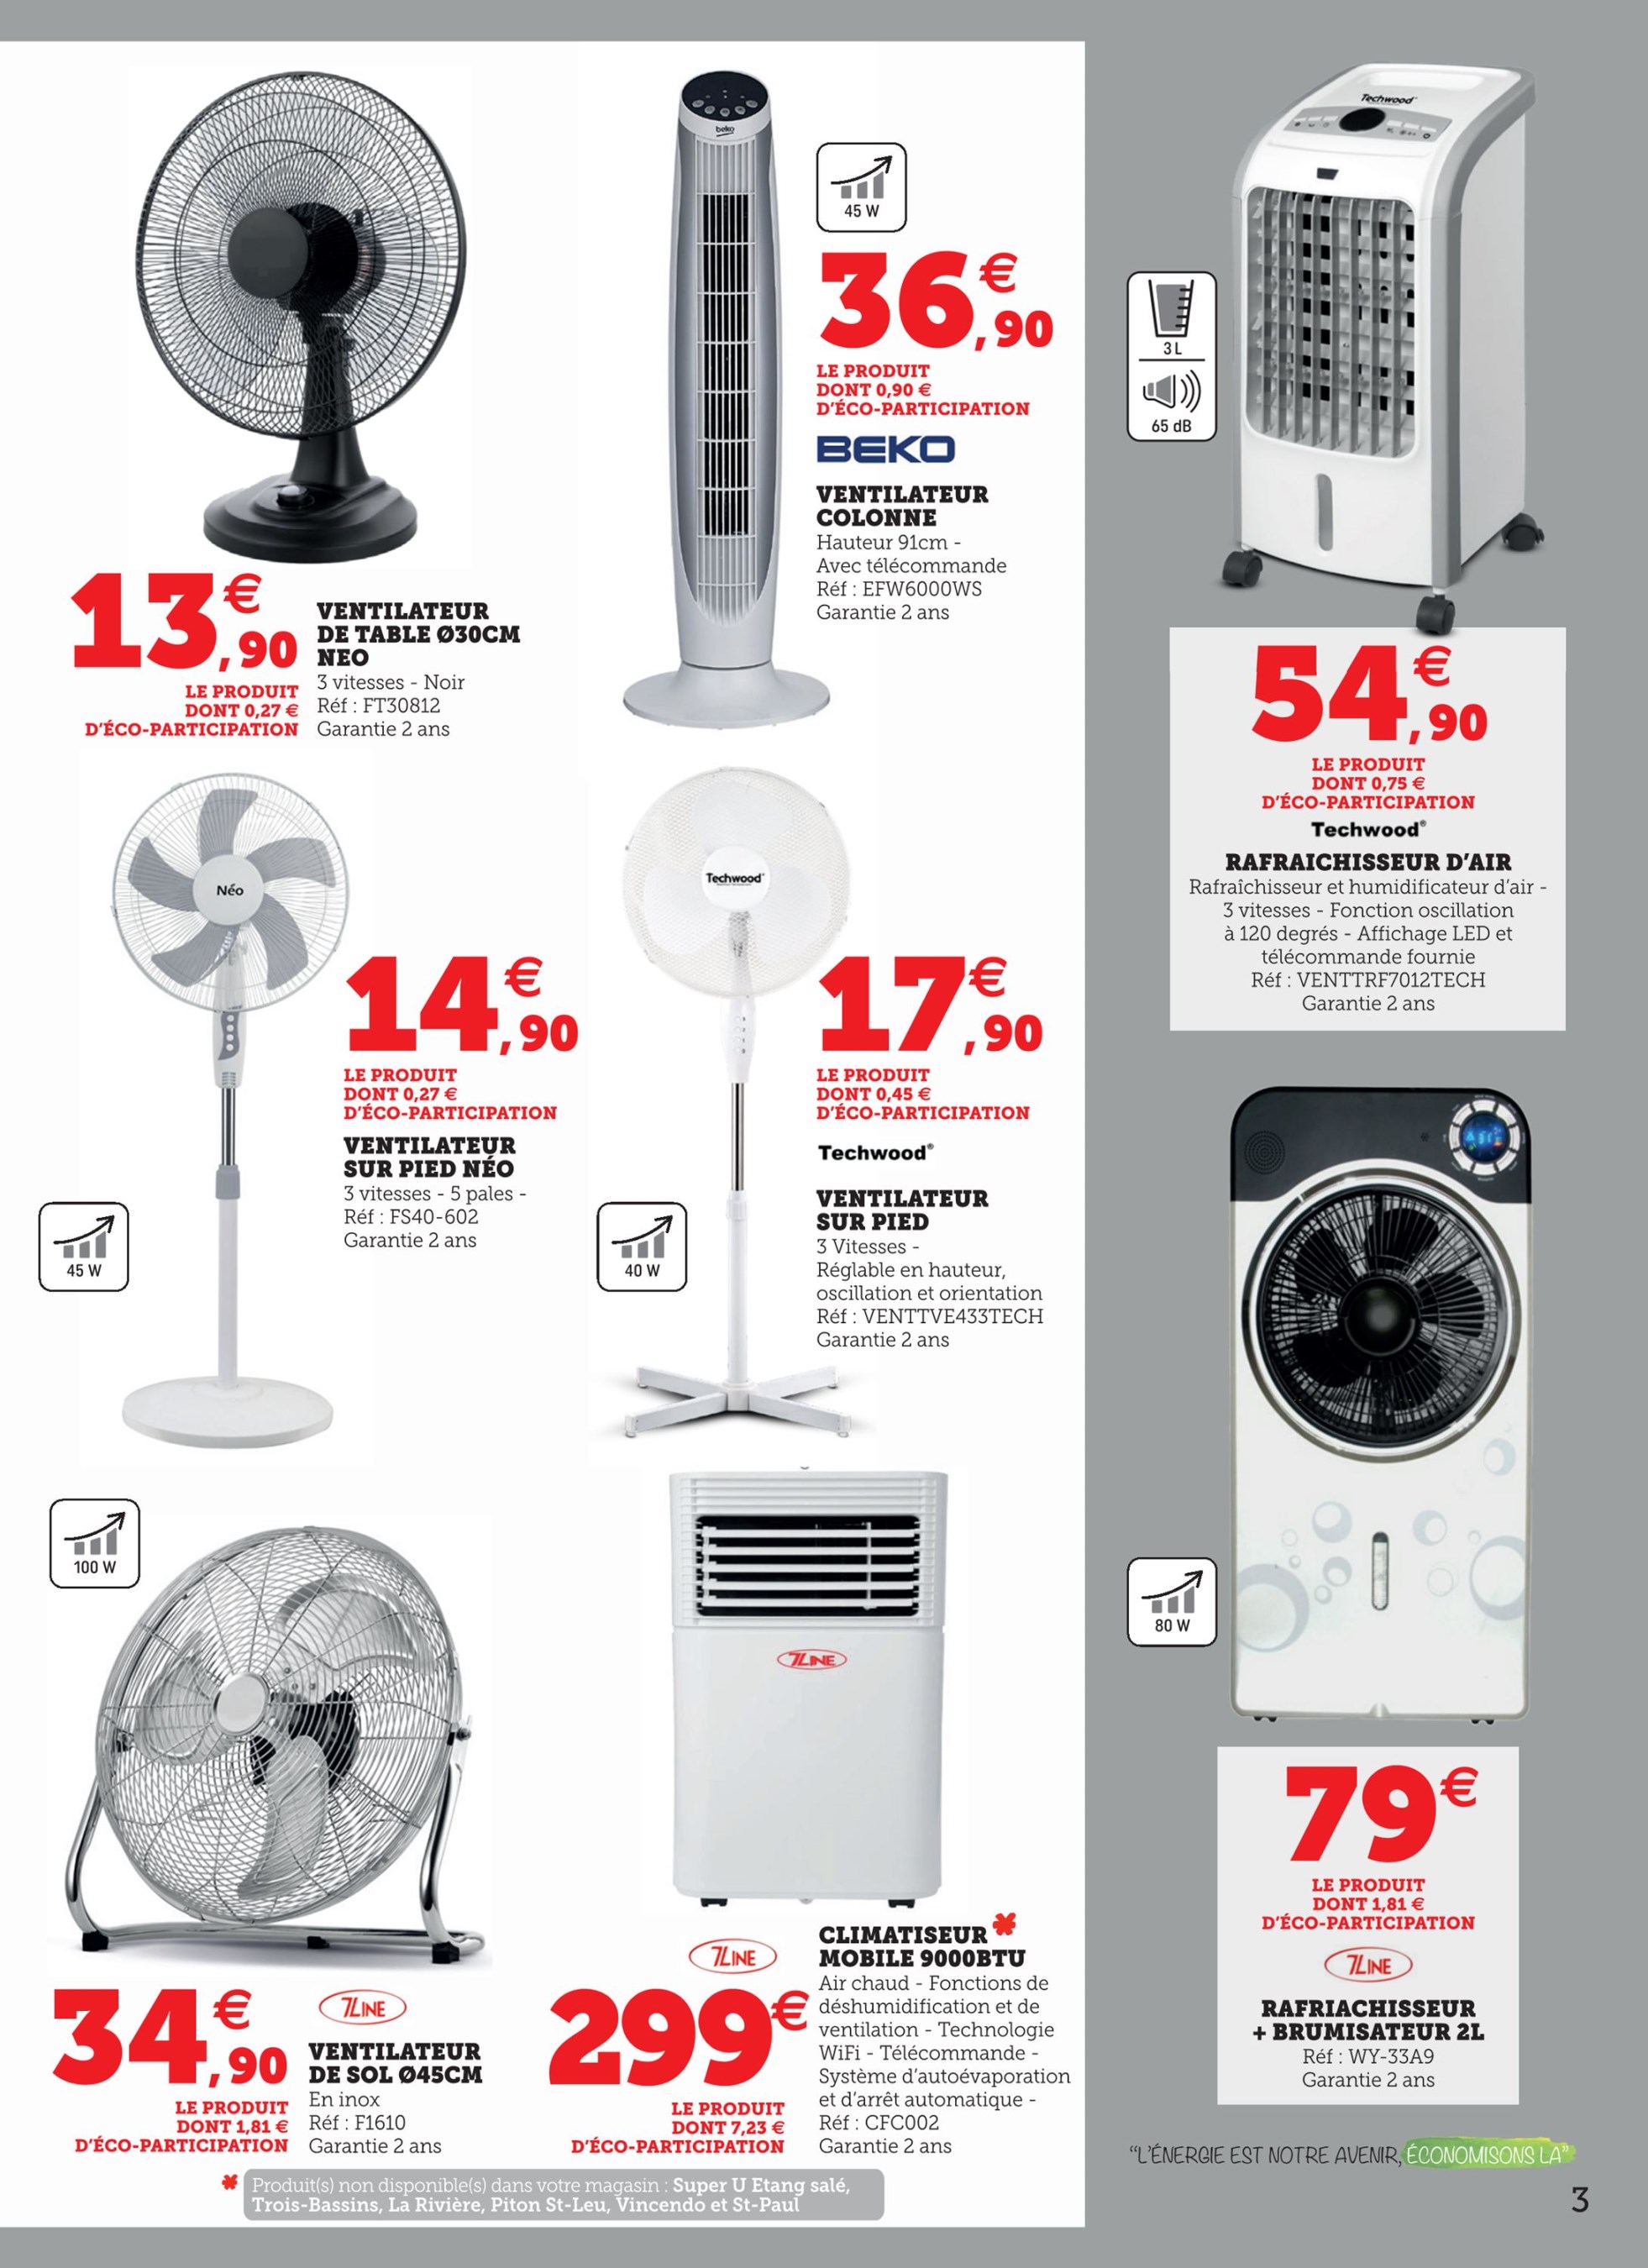 13€,90
LE PRODUIT
DONT 0,27 €
D'ÉCO-PARTICIPATION
VENTILATEUR
DE TABLE Ø30CM
NEO
3 vitesses - Noir
Réf : FT30812
Garantie 2 ans
beko
45 W
36€,90
LE PRODUIT
DONT 0,90 €
D'ÉCO-PARTICIPATION
BEKO
VENTILATEUR
COLONNE
Hauteur 91cm -
Avec télécommande
Réf : EFW6000WS
Garantie 2 ans
Techwood
3 L
65 dB
54€,90
LE PRODUIT
DONT 0,75 €
D'ÉCO-PARTICIPATION
Techwood®
RAFRAICHISSEUR D'AIR
Rafraîchisseur et humidificateur d'air -
3 vitesses - Fonction oscillation
à 120 degrés - Affichage LED et
télécommande fournie
Réf : VENTTRF7012TECH
Garantie 2 ans
Néo
14€,90
LE PRODUIT
DONT 0,27 €
D'ÉCO-PARTICIPATION
VENTILATEUR
SUR PIED NÉO
3 vitesses - 5 pales -
Réf : FS40-602
Garantie 2 ans
45 W
Techwood
17€,90
LE PRODUIT
DONT 0,45 €
D'ÉCO-PARTICIPATION
Techwood®
VENTILATEUR
SUR PIED
3 Vitesses -
Réglable en hauteur,
oscillation et orientation
Réf : VENTTVE433TECH
Garantie 2 ans
40 W
100 W
34€,90
LE PRODUIT
DONT 1,81 €
D'ÉCO-PARTICIPATION
7LINE
VENTILATEUR
DE SOL Ø45CM
En inox
Réf : F1610
Garantie 2 ans
7LINE
7LINE
299€
LE PRODUIT
DONT 7,23 €
D'ÉCO-PARTICIPATION
CLIMATISEUR *
MOBILE 9000BTU
Air chaud - Fonctions de
déshumidification et de
ventilation - Technologie
WiFi - Télécommande -
Système d'autoévaporation
et d'arrêt automatique -
Réf : CFC002
Garantie 2 ans
80 W
79€
LE PRODUIT
DONT 1,81 €
D'ÉCO-PARTICIPATION
7LINE
RAFRIACHISSEUR
+ BRUMISATEUR 2L
Réf : WY-33A9
Garantie 2 ans
* Produit(s) non disponible(s) dans votre magasin : Super U Etang salé,
Trois-Bassins, La Rivière, Piton St-Leu, Vincendo et St-Paul
"L'ÉNERGIE EST NOTRE AVENIR, ÉCONOMISONS LA"
3